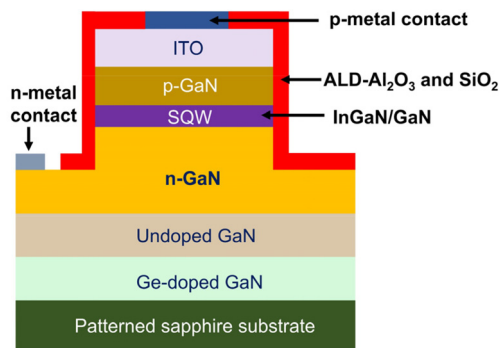 p-metal contact
ITO
p-GaN
ALD-Al₂O₃ and SiO₂
n-metal
contact
SQW
InGaN/GaN
n-GaN
Undoped GaN
Ge-doped GaN
Patterned sapphire substrate